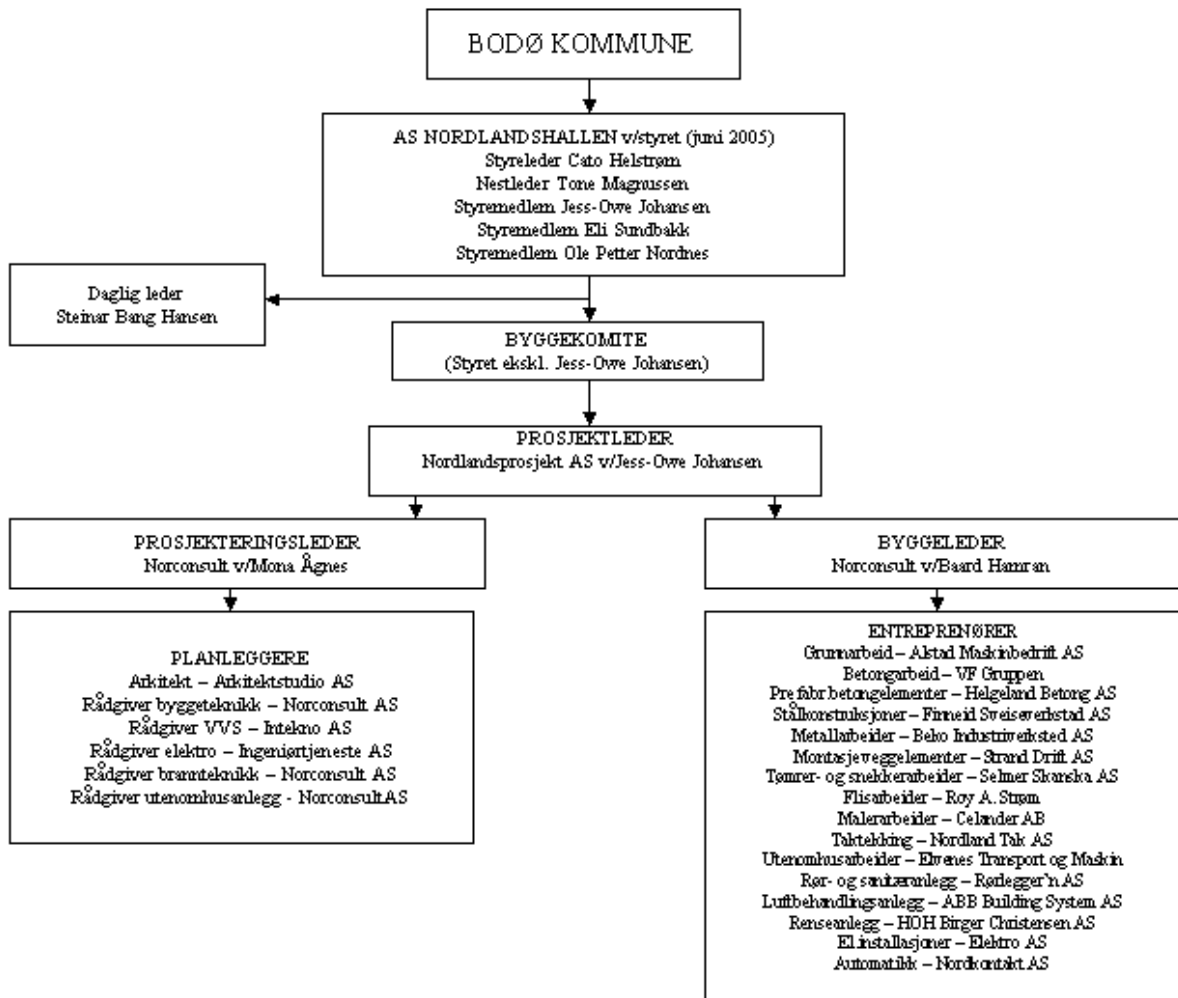 BODØ KOMMUNE
AS NORDLANDSHALLEN v/styret (juni 2005)
Styreleder Cato Helstrøm
Nestleder Tone Magnussen
Styremedlem Jess-Owe Johansen
Styremedlem Eli Sundbakk
Styremedlem Ole Petter Nordnes
Daglig leder
Steinar Bang Hansen
BYGGEKOMITE
(Styret ekskl. Jess-Owe Johansen)
PROSJEKTLEDER
Nordlandsprosjekt AS v/Jess-Owe Johansen
PROSJEKTERINGSLEDER
Norconsult v/Mona Ågnes
BYGGELEDER
Norconsult v/Baard Hamran
PLANLEGGERE
Arkitekt – Arkitektstudio AS
Rådgiver byggeteknikk – Norconsult AS
Rådgiver VVS – Intekno AS
Rådgiver elektro – Ingeniørtjeneste AS
Rådgiver brannteknikk – Norconsult AS
Rådgiver utenomhusanlegg - Norconsult AS
ENTREPRENØRER
Grunnarbeid – Alstad Maskinbedrift AS
Betongarbeid – VF Gruppen
Prefabr betongelementer – Helgeland Betong AS
Stålkonstruksjoner – Finneid Sveiseverkstad AS
Metallarbeider – Beko Industriverksted AS
Montasje veggelementer – Strand Drift AS
Tømrer- og snekkerarbeider – Selmer Skanska AS
Flisarbeider – Roy A. Strøm
Malerarbeider – Celander AB
Taktekking – Nordland Tak AS
Utenomhusarbeider – Elvenes Transport og Maskin
Rør- og sanitæranlegg – Rørlegger'n AS
Luftbehandlingsanlegg – ABB Building System AS
Renseanlegg – HOH Birger Christensen AS
El.installasjoner – Elektro AS
Automatikk – Nordkontakt AS